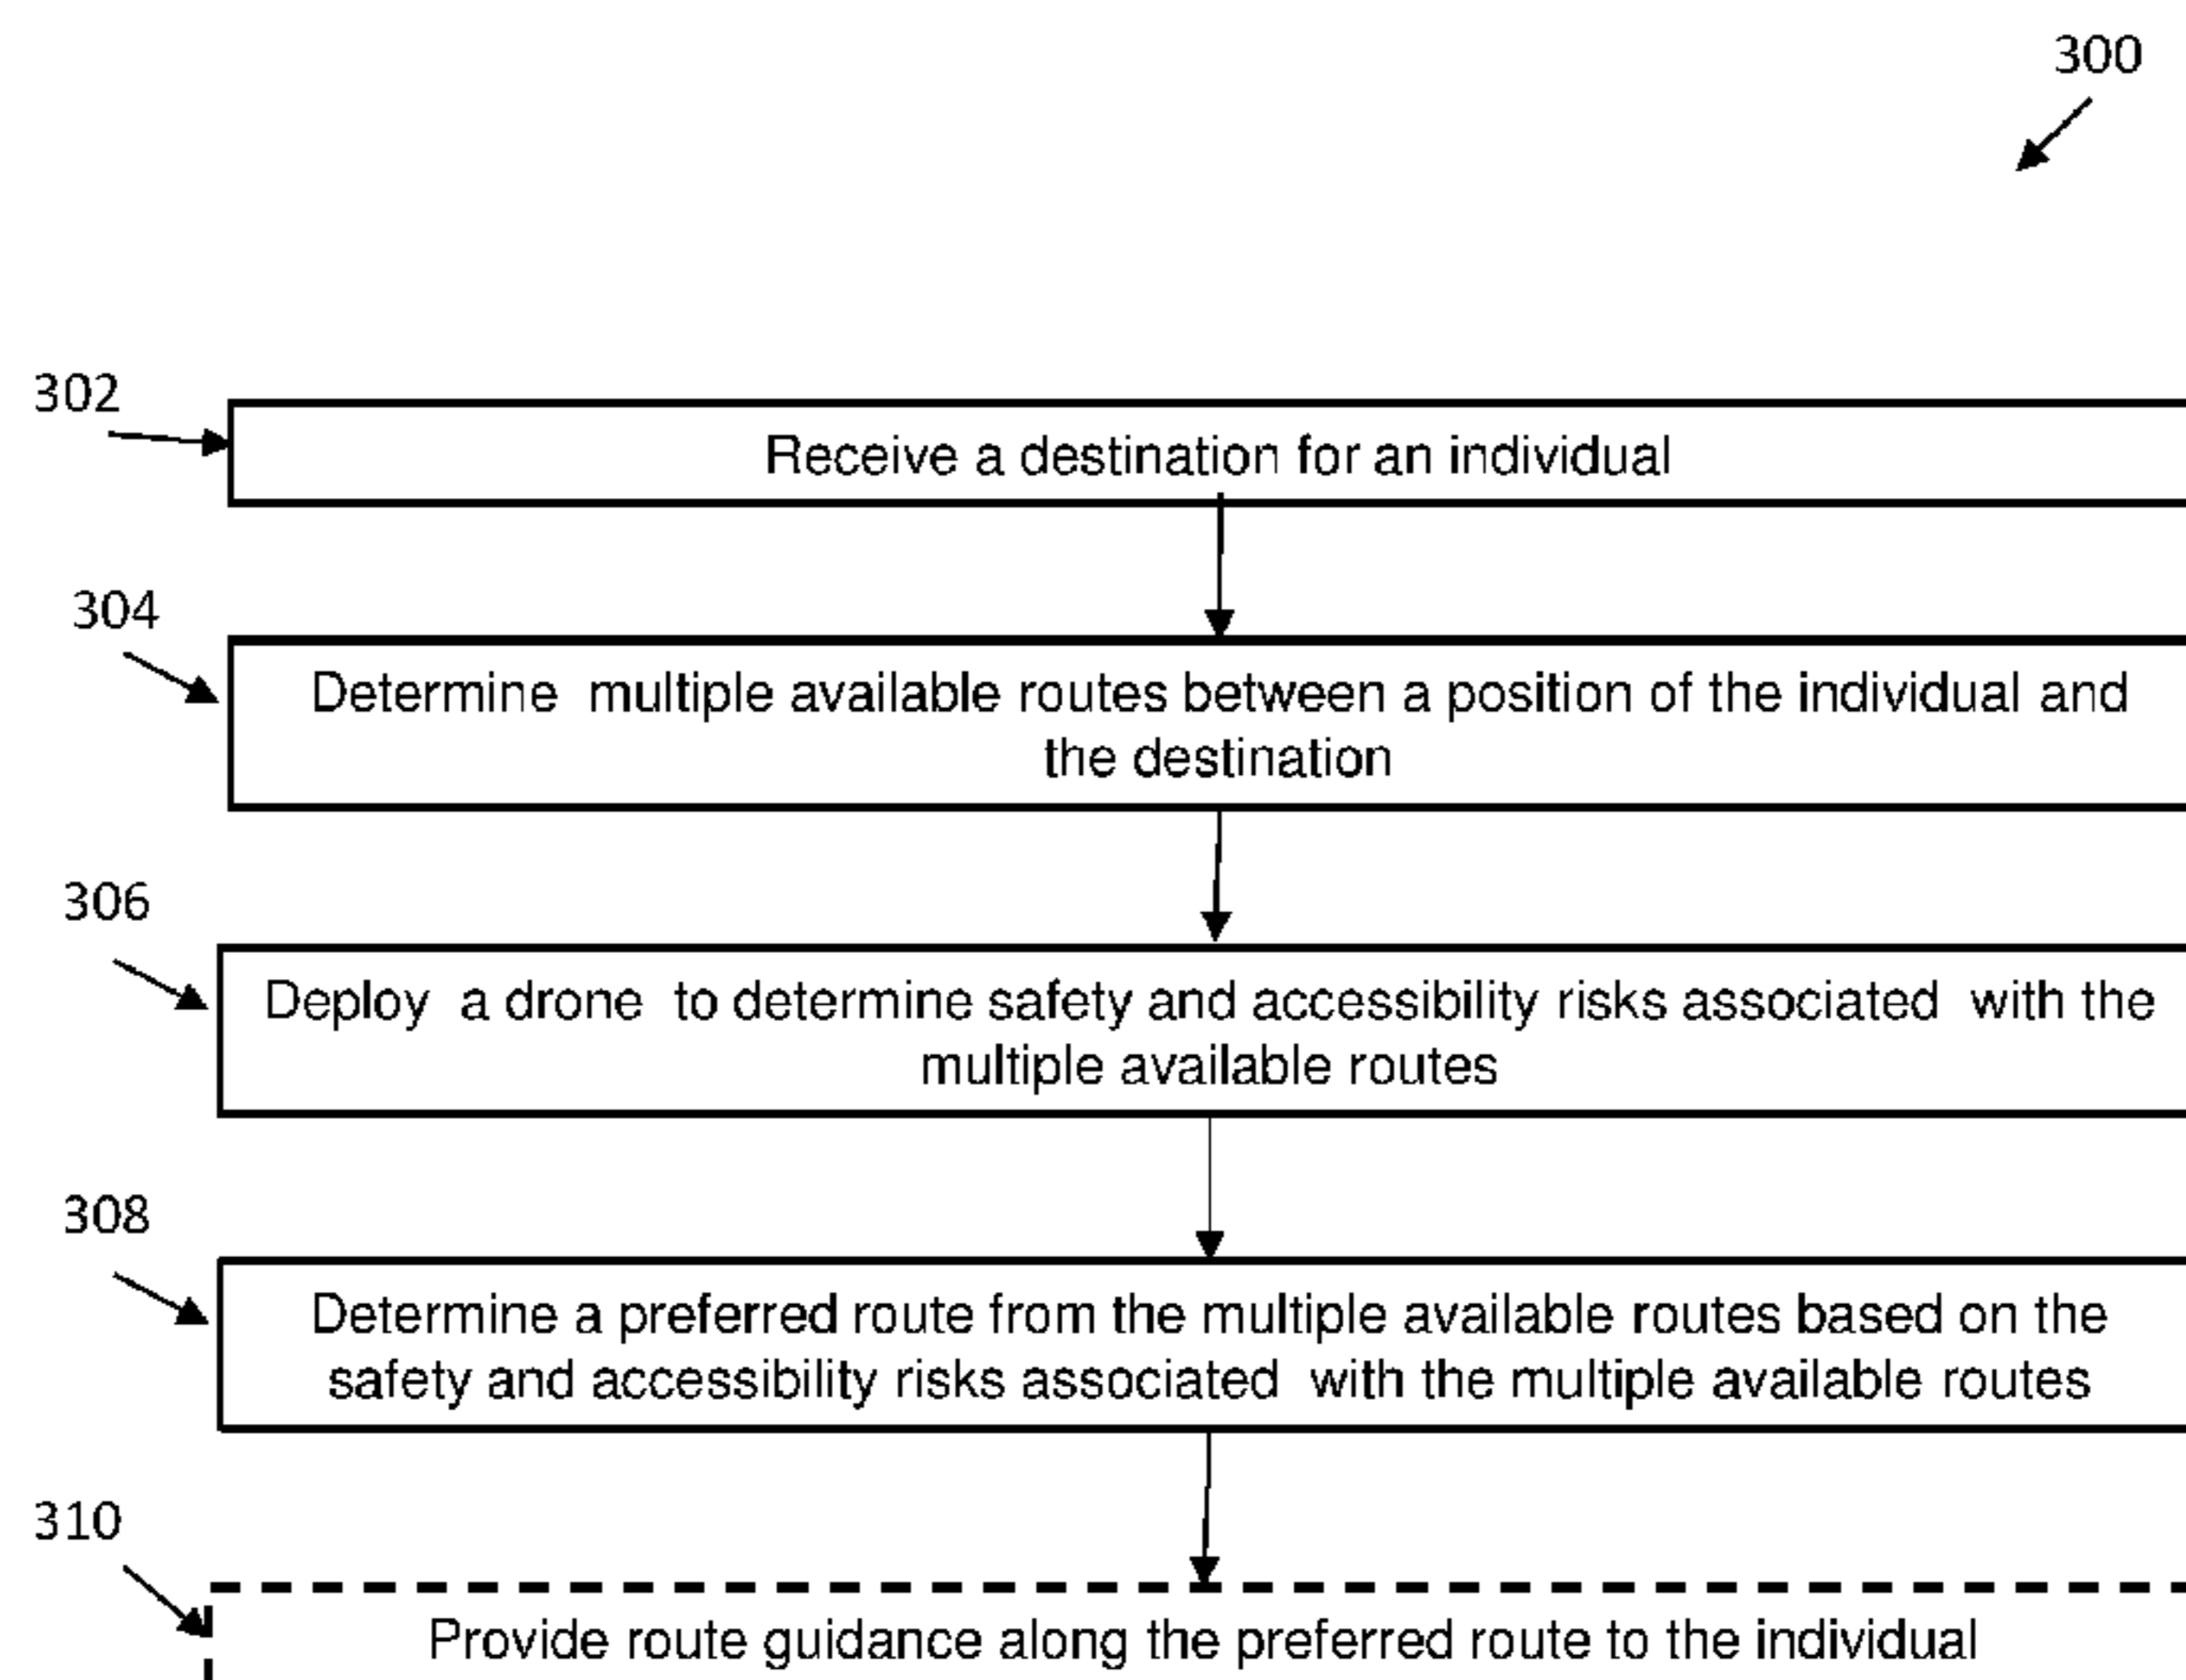 300
302
Receive a destination for an individual
304
Determine multiple available routes between a position of the individual and
the destination
306
Deploy a drone to determine safety and accessibility risks associated with the
multiple available routes
308
Determine a preferred route from the multiple available routes based on the
safety and accessibility risks associated with the multiple available routes
310
Provide route guidance along the preferred route to the individual